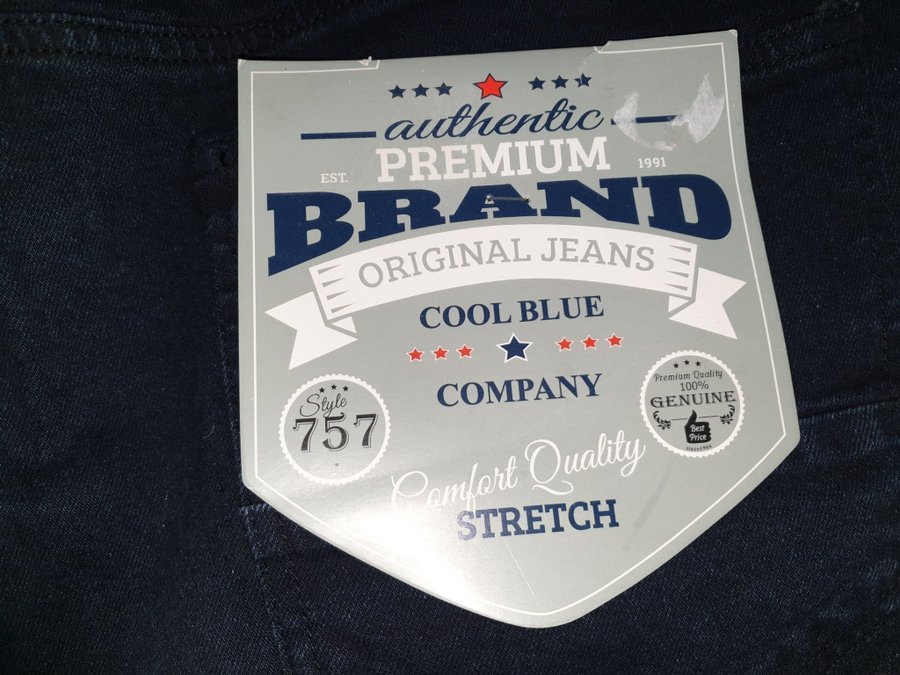 authentic
PREMIUM
EST. 1991
BRAND
ORIGINAL JEANS
COOL BLUE
COMPANY
Style
757
Premium Quality
100%
GENUINE
Best
Price
since1985
Comfort Quality
STRETCH